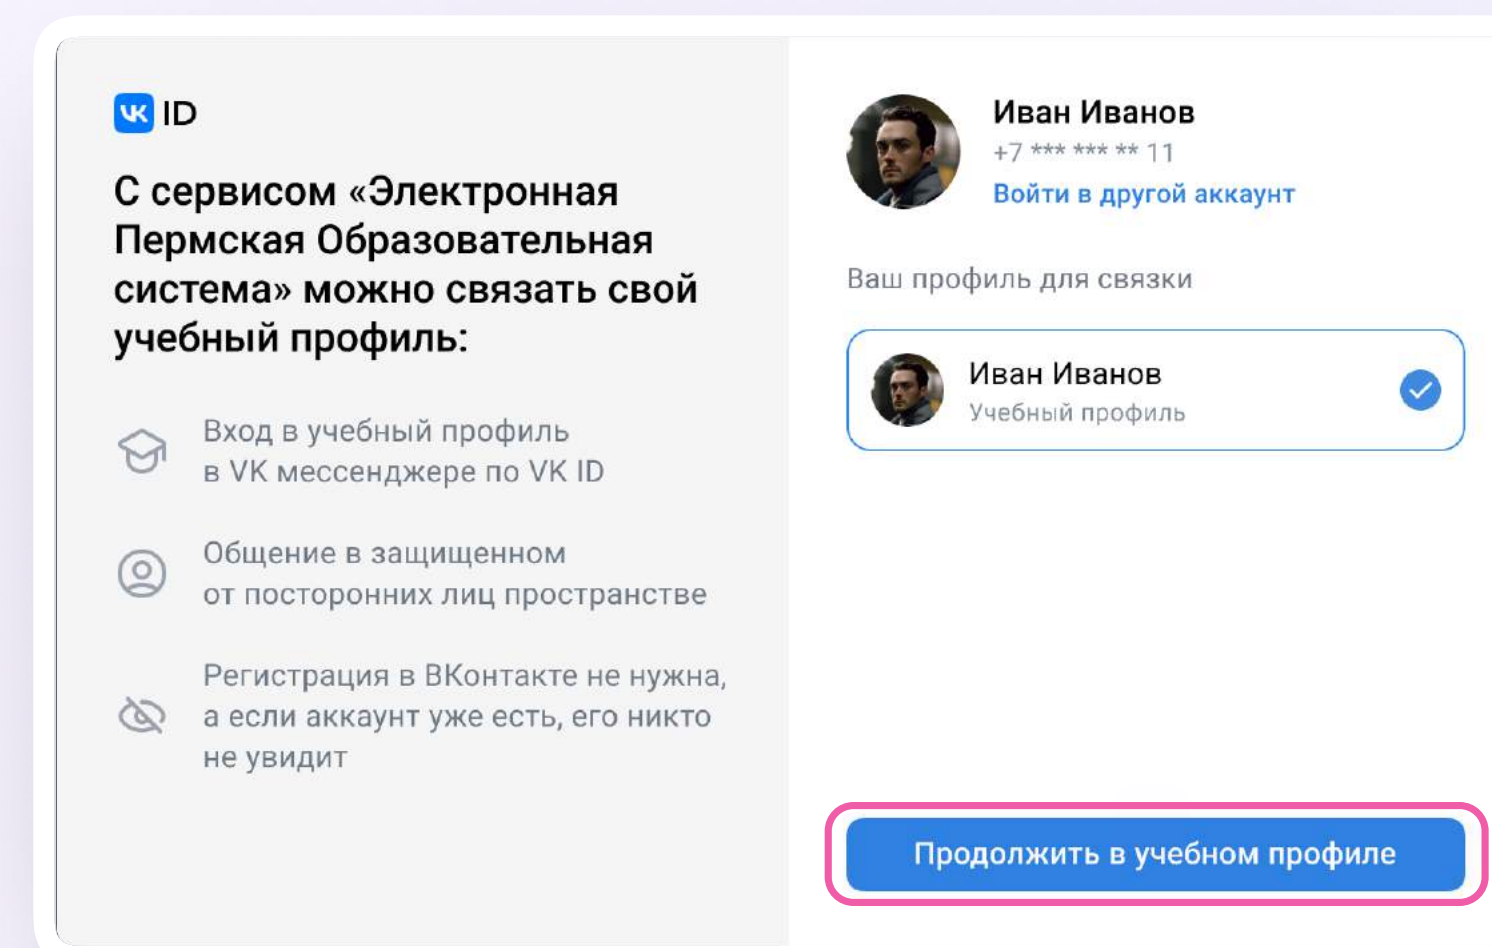 VK ID
С сервисом «Электронная
Пермская Образовательная
система» можно связать свой
учебный профиль:
Вход в учебный профиль
в VK мессенджере по VK ID
Общение в защищенном
от посторонних лиц пространстве
Регистрация в ВКонтакте не нужна,
а если аккаунт уже есть, его никто
не увидит
Иван Иванов
+7 *** *** ** 11
Войти в другой аккаунт
Ваш профиль для связки
Иван Иванов
Учебный профиль
Продолжить в учебном профиле